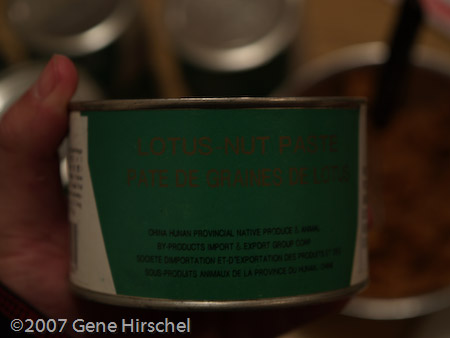 LOTUS NUT PASTE
PATE DE GRAINES DE LOTUS
CHINA HUNAN PROVINCIAL NATIVE PRODUCE & ANIMAL
BY-PRODUCTS IMPORT & EXPORT GROUP CORP.
SOCIETE D'IMPORTATION ET D'EXPORTATION DES PRODUITS ET DES
SOUS-PRODUITS ANIMAUX DE LA PROVINCE DU HUNAN,
©2007 Gene Hirschel